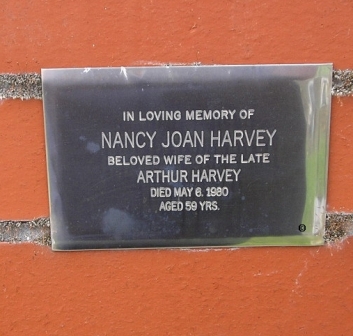 IN LOVING MEMORY OF
NANCY JOAN HARVEY
BELOVED WIFE OF THE LATE
ARTHUR HARVEY
DIED MAY 6. 1980
AGED 59 YRS.